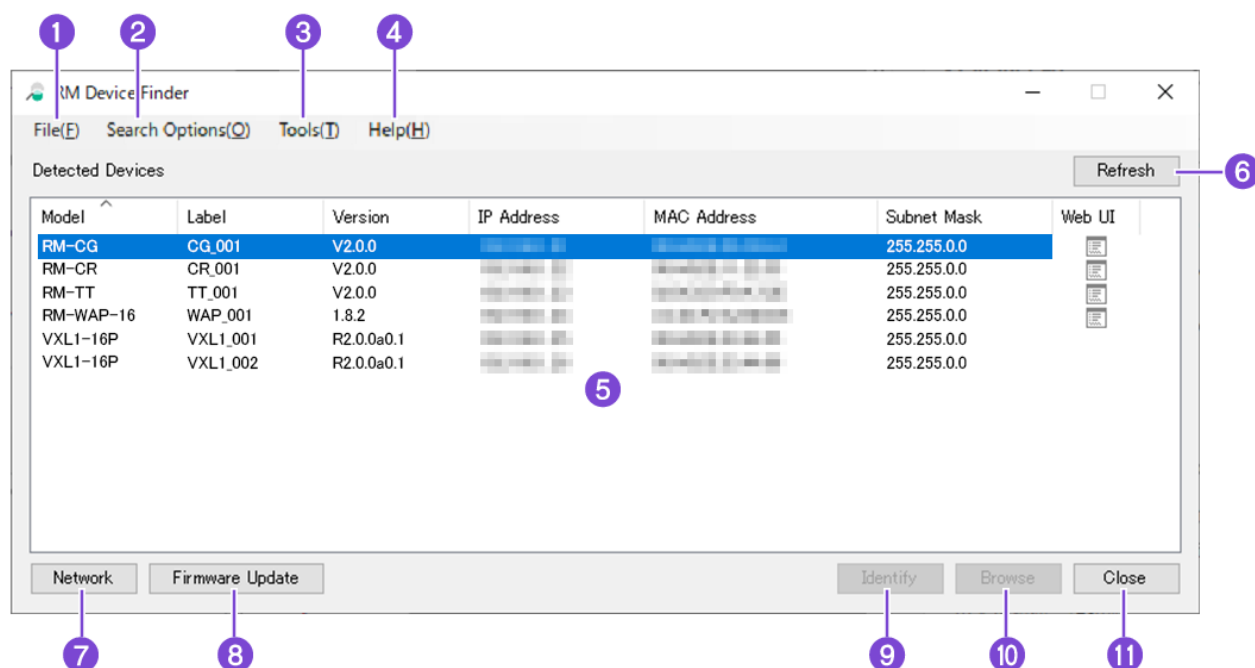 1 2 3 4
RM Device Finder
File(F) Search Options(O) Tools(T) Help(H)
Detected Devices Refresh 6
Model Label Version IP Address MAC Address Subnet Mask Web UI
RM-CG CG_001 V2.0.0 255.255.0.0
RM-CR CR_001 V2.0.0 255.255.0.0
RM-TT TT_001 V2.0.0 255.255.0.0
RM-WAP-16 WAP_001 1.8.2 255.255.0.0
VXL1-16P VXL1_001 R2.0.0a0.1 255.255.0.0
VXL1-16P VXL1_002 R2.0.0a0.1 255.255.0.0
5
Network Firmware Update Identify Browse Close
7 8 9 10 11